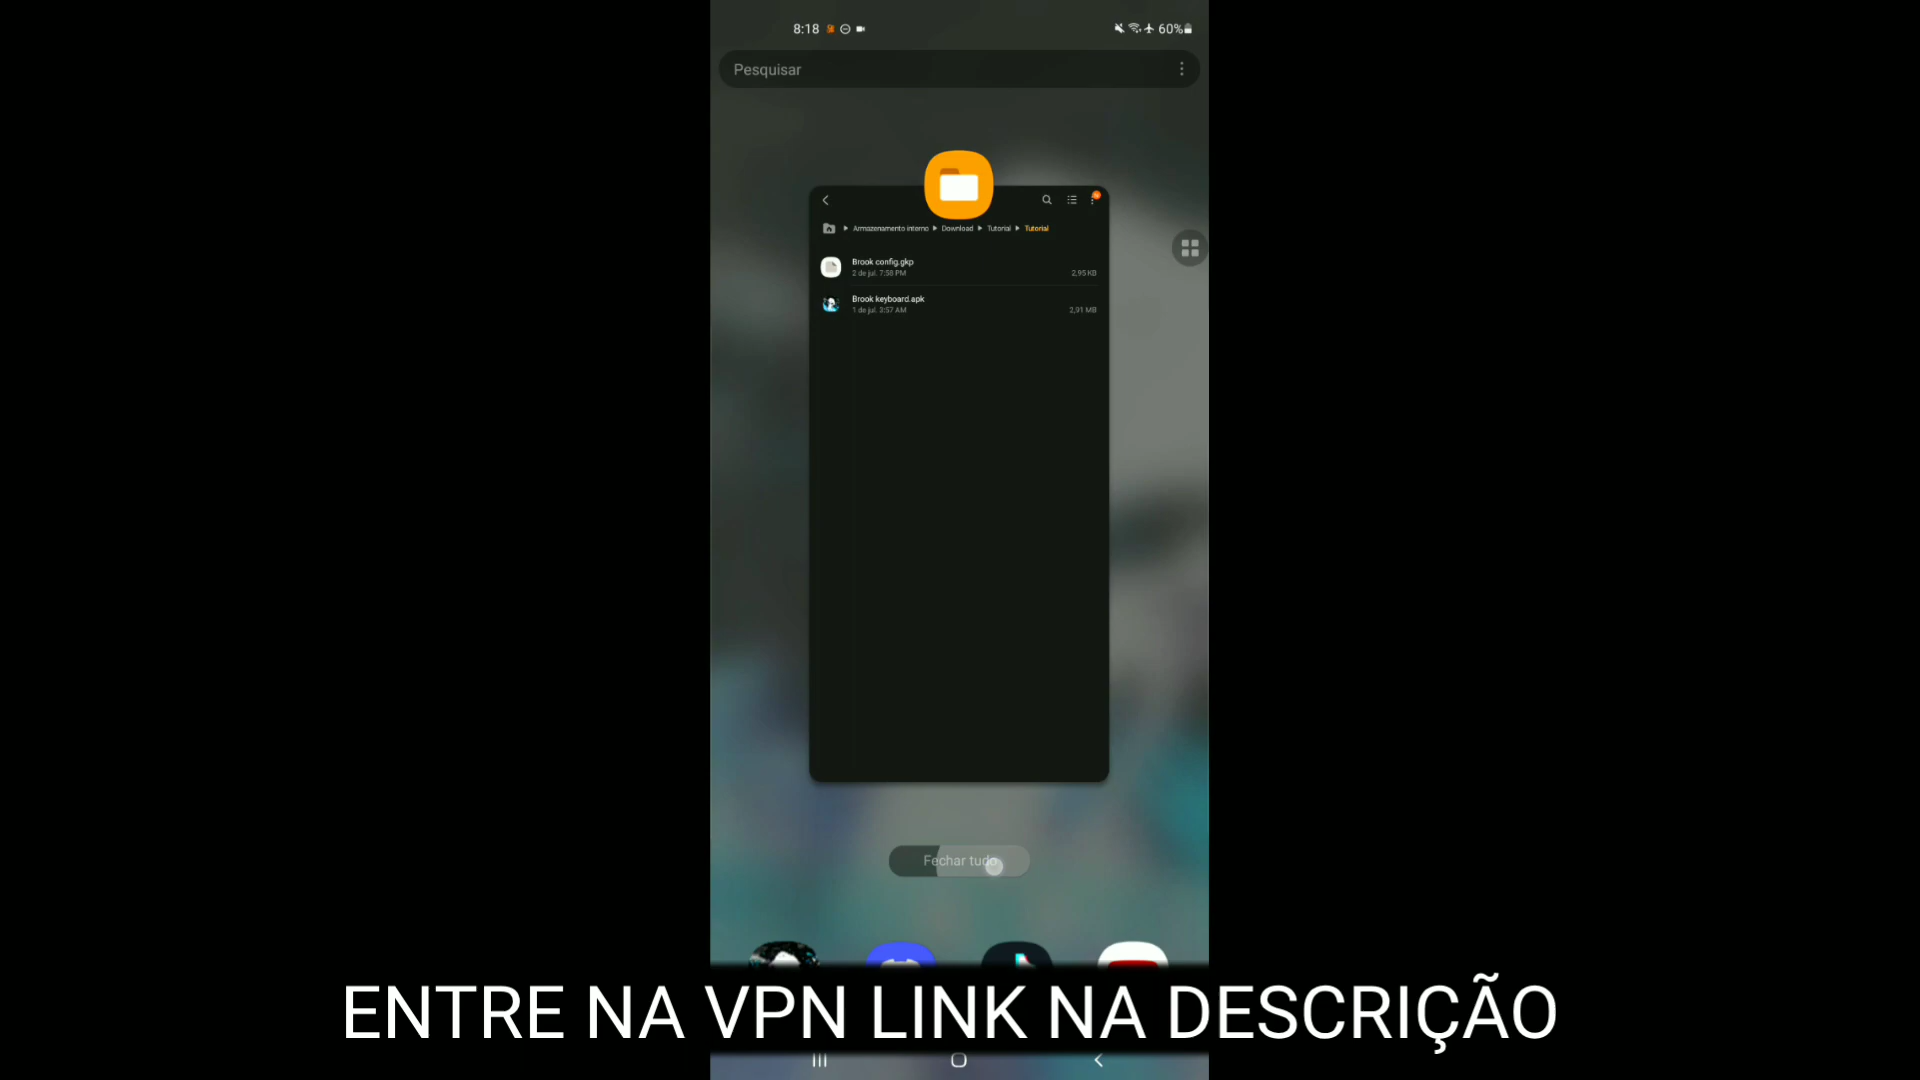 8:18
60%
Pesquisar
Armazenamento interno ▶ Download ▶ Tutorial ▶ Tutorial
Brook config.gkp
2 de jul. 7:58 PM
2,95 KB
Brook keyboard.apk
1 de jul. 3:57 AM
2,91 MB
Fechar tudo
ENTRE NA VPN LINK NA DESCRIÇÃO